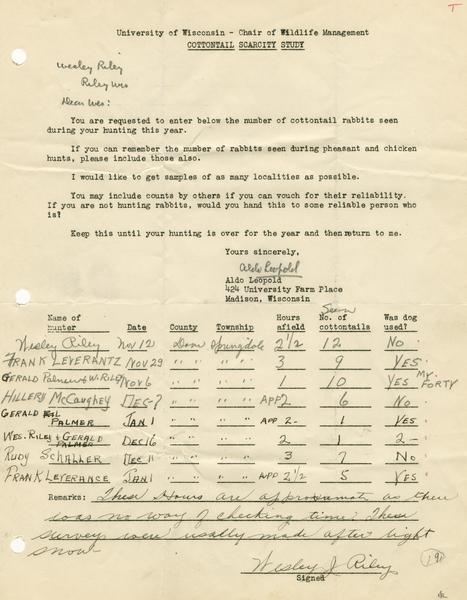 T
University of Wisconsin - Chair of Wildlife Management
COTTONTAIL SCARCITY STUDY
Wesley Riley
Riley Wis
Dear Wes:
You are requested to enter below the number of cottontail rabbits seen
during your hunting this year.
If you can remember the number of rabbits seen during pheasant and chicken
hunts, please include those also.
I would like to get samples of as many localities as possible.
You may include counts by others if you can vouch for their reliability.
If you are not hunting rabbits, would you hand this to some reliable person who
is?
Keep this until your hunting is over for the year and then return to me.
Yours sincerely,
Aldo Leopold
Aldo Leopold
424 University Farm Place
Madison, Wisconsin
Seen
Name of hunter Date County Township Hours afield No. of cottontails Was dog used?
Wesley Riley Nov 12 Dane Springdale 2 1/2 12 No
FRANK LEVERANTZ NOV 29 " " " " 3 9 YES
GERALD Palmer & W. RILEY NOV 6 " " " " 1 10 YES MY FORTY
HILLERY McCAUGHEY DES-? " " " " APP 2 6 No
GERALD PALMER JAN 1 " " " " APP 2- 1 YES
WES. RILEY & GERALD PALMER DEC 16 " " " " 2 1 2-
RUDY SCHALLER DEC 11 " " " " 3 7 No
FRANK LEVERANCE JAN 1 " " " " APP 2 1/2 5 YES
Remarks: These Hours are approximate as there
was no way of checking time: These
surveys were usally made after light
snow-
Wesley J Riley
Signed